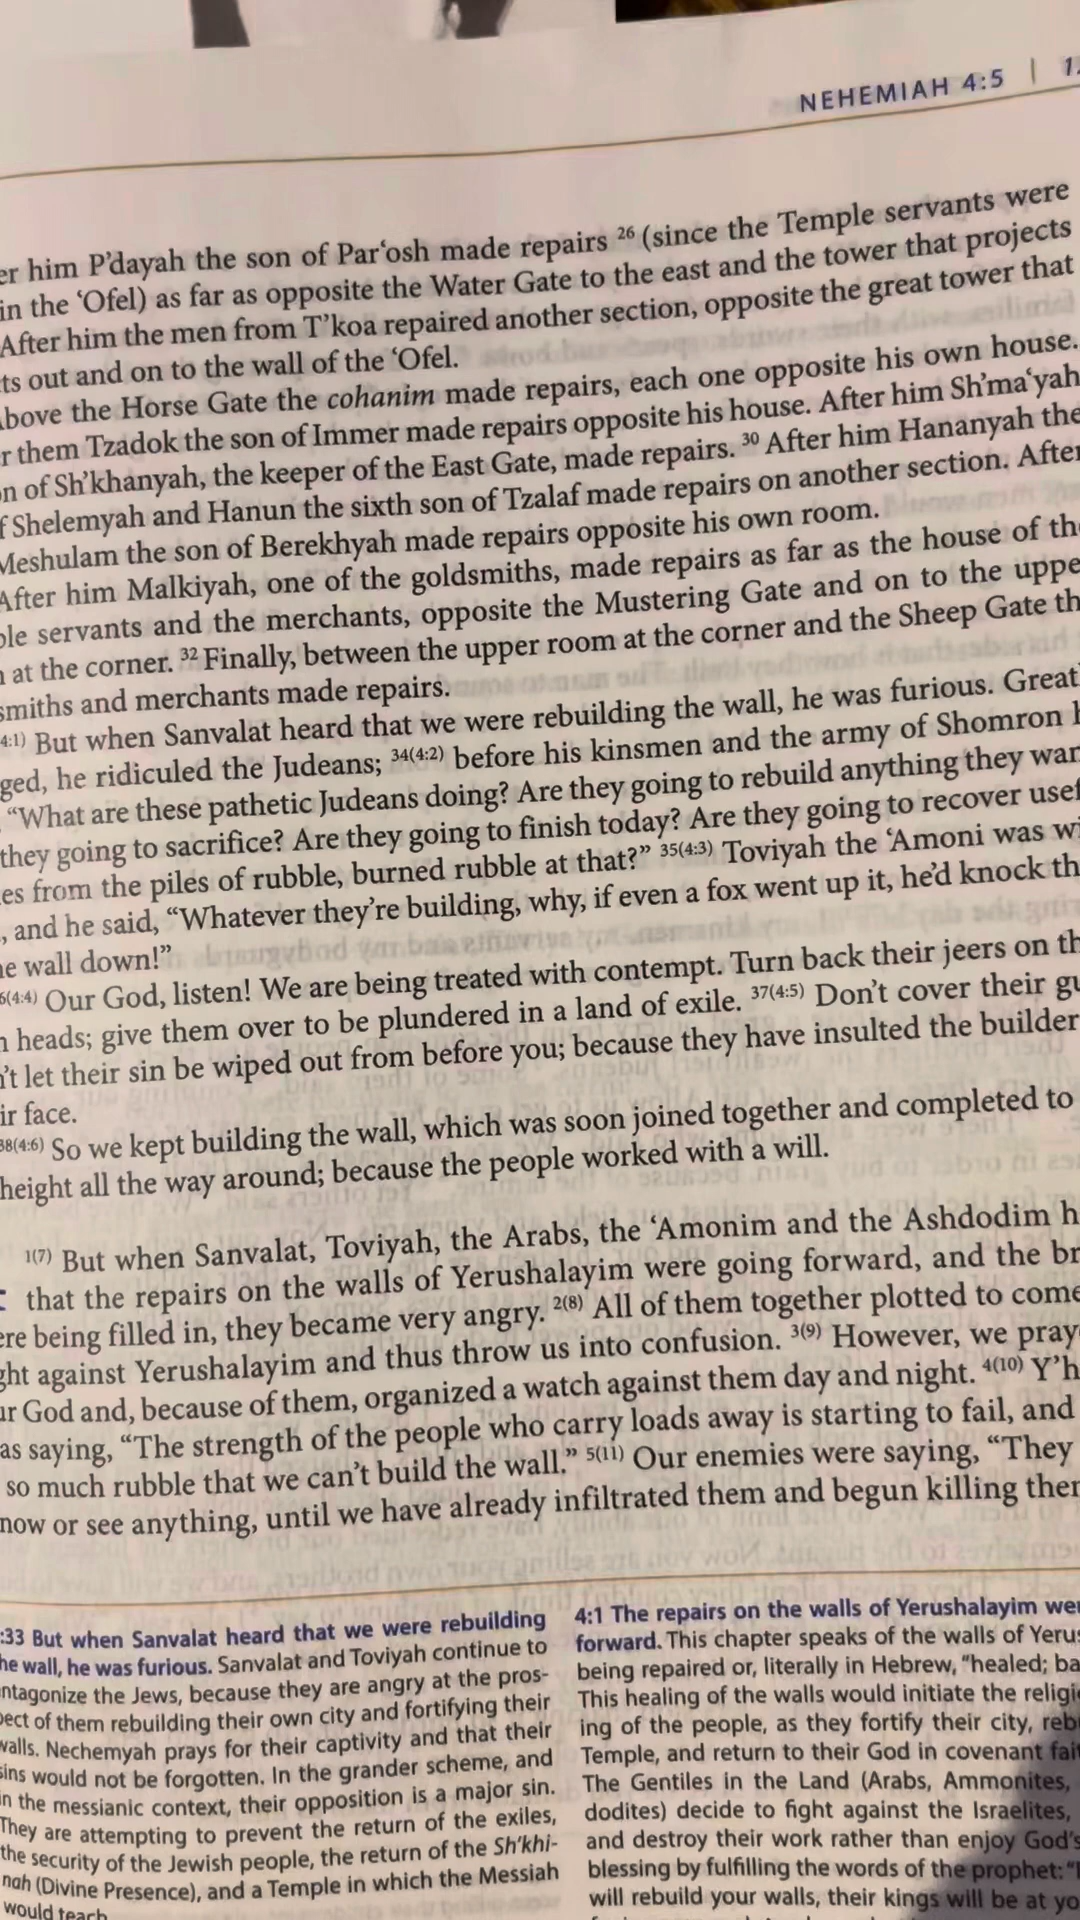 NEHEMIAH 4:5 |
er him P'dayah the son of Par‘osh made repairs 26 (since the Temple servants were
in the ‘Ofel) as far as opposite the Water Gate to the east and the tower that projects
After him the men from T'koa repaired another section, opposite the great tower that
ts out and on to the wall of the ‘Ofel.
bove the Horse Gate the cohanim made repairs, each one opposite his own house.
r them Tzadok the son of Immer made repairs opposite his house. After him Sh'ma‘yah
n of Sh'khanyah, the keeper of the East Gate, made repairs. 30 After him Hananyah the
f Shelemyah and Hanun the sixth son of Tzalaf made repairs on another section. After
Meshulam the son of Berekhyah made repairs opposite his own room.
After him Malkiyah, one of the goldsmiths, made repairs as far as the house of th
ple servants and the merchants, opposite the Mustering Gate and on to the uppe
at the corner. 32 Finally, between the upper room at the corner and the Sheep Gate th
smiths and merchants made repairs.
4:1) But when Sanvalat heard that we were rebuilding the wall, he was furious. Great
ged, he ridiculed the Judeans; 34(4:2) before his kinsmen and the army of Shomron
“What are these pathetic Judeans doing? Are they going to rebuild anything they wan
they going to sacrifice? Are they going to finish today? Are they going to recover usef
es from the piles of rubble, burned rubble at that?” 35(4:3) Toviyah the ‘Amoni was wi
, and he said, “Whatever they're building, why, if even a fox went up it, he'd knock th
e wall down!”
6(4:4) Our God, listen! We are being treated with contempt. Turn back their jeers on th
n heads; give them over to be plundered in a land of exile. 37(4:5) Don't cover their gu
't let their sin be wiped out from before you; because they have insulted the builder
ir face.
38(4:6) So we kept building the wall, which was soon joined together and completed to
height all the way around; because the people worked with a will.
1(7) But when Sanvalat, Toviyah, the Arabs, the ‘Amonim and the Ashdodim h
that the repairs on the walls of Yerushalayim were going forward, and the br
ere being filled in, they became very angry. 2(8) All of them together plotted to come
ght against Yerushalayim and thus throw us into confusion. 3(9) However, we pray
ur God and, because of them, organized a watch against them day and night. 4(10) Y'h
as saying, “The strength of the people who carry loads away is starting to fail, and
so much rubble that we can't build the wall.” 5(11) Our enemies were saying, “They
now or see anything, until we have already infiltrated them and begun killing ther
:33 But when Sanvalat heard that we were rebuilding
he wall, he was furious. Sanvalat and Toviyah continue to
ntagonize the Jews, because they are angry at the pros-
pect of them rebuilding their own city and fortifying their
walls. Nechemyah prays for their captivity and that their
sins would not be forgotten. In the grander scheme, and
in the messianic context, their opposition is a major sin.
They are attempting to prevent the return of the exiles,
the security of the Jewish people, the return of the Sh'khi-
nah (Divine Presence), and a Temple in which the Messiah
would teach
4:1 The repairs on the walls of Yerushalayim wer
forward. This chapter speaks of the walls of Yerus
being repaired or, literally in Hebrew, “healed; ba
This healing of the walls would initiate the religi
ing of the people, as they fortify their city, reb
Temple, and return to their God in covenant fait
The Gentiles in the Land (Arabs, Ammonites,
dodites) decide to fight against the Israelites,
and destroy their work rather than enjoy God's
blessing by fulfilling the words of the prophet: “
will rebuild your walls, their kings will be at yo